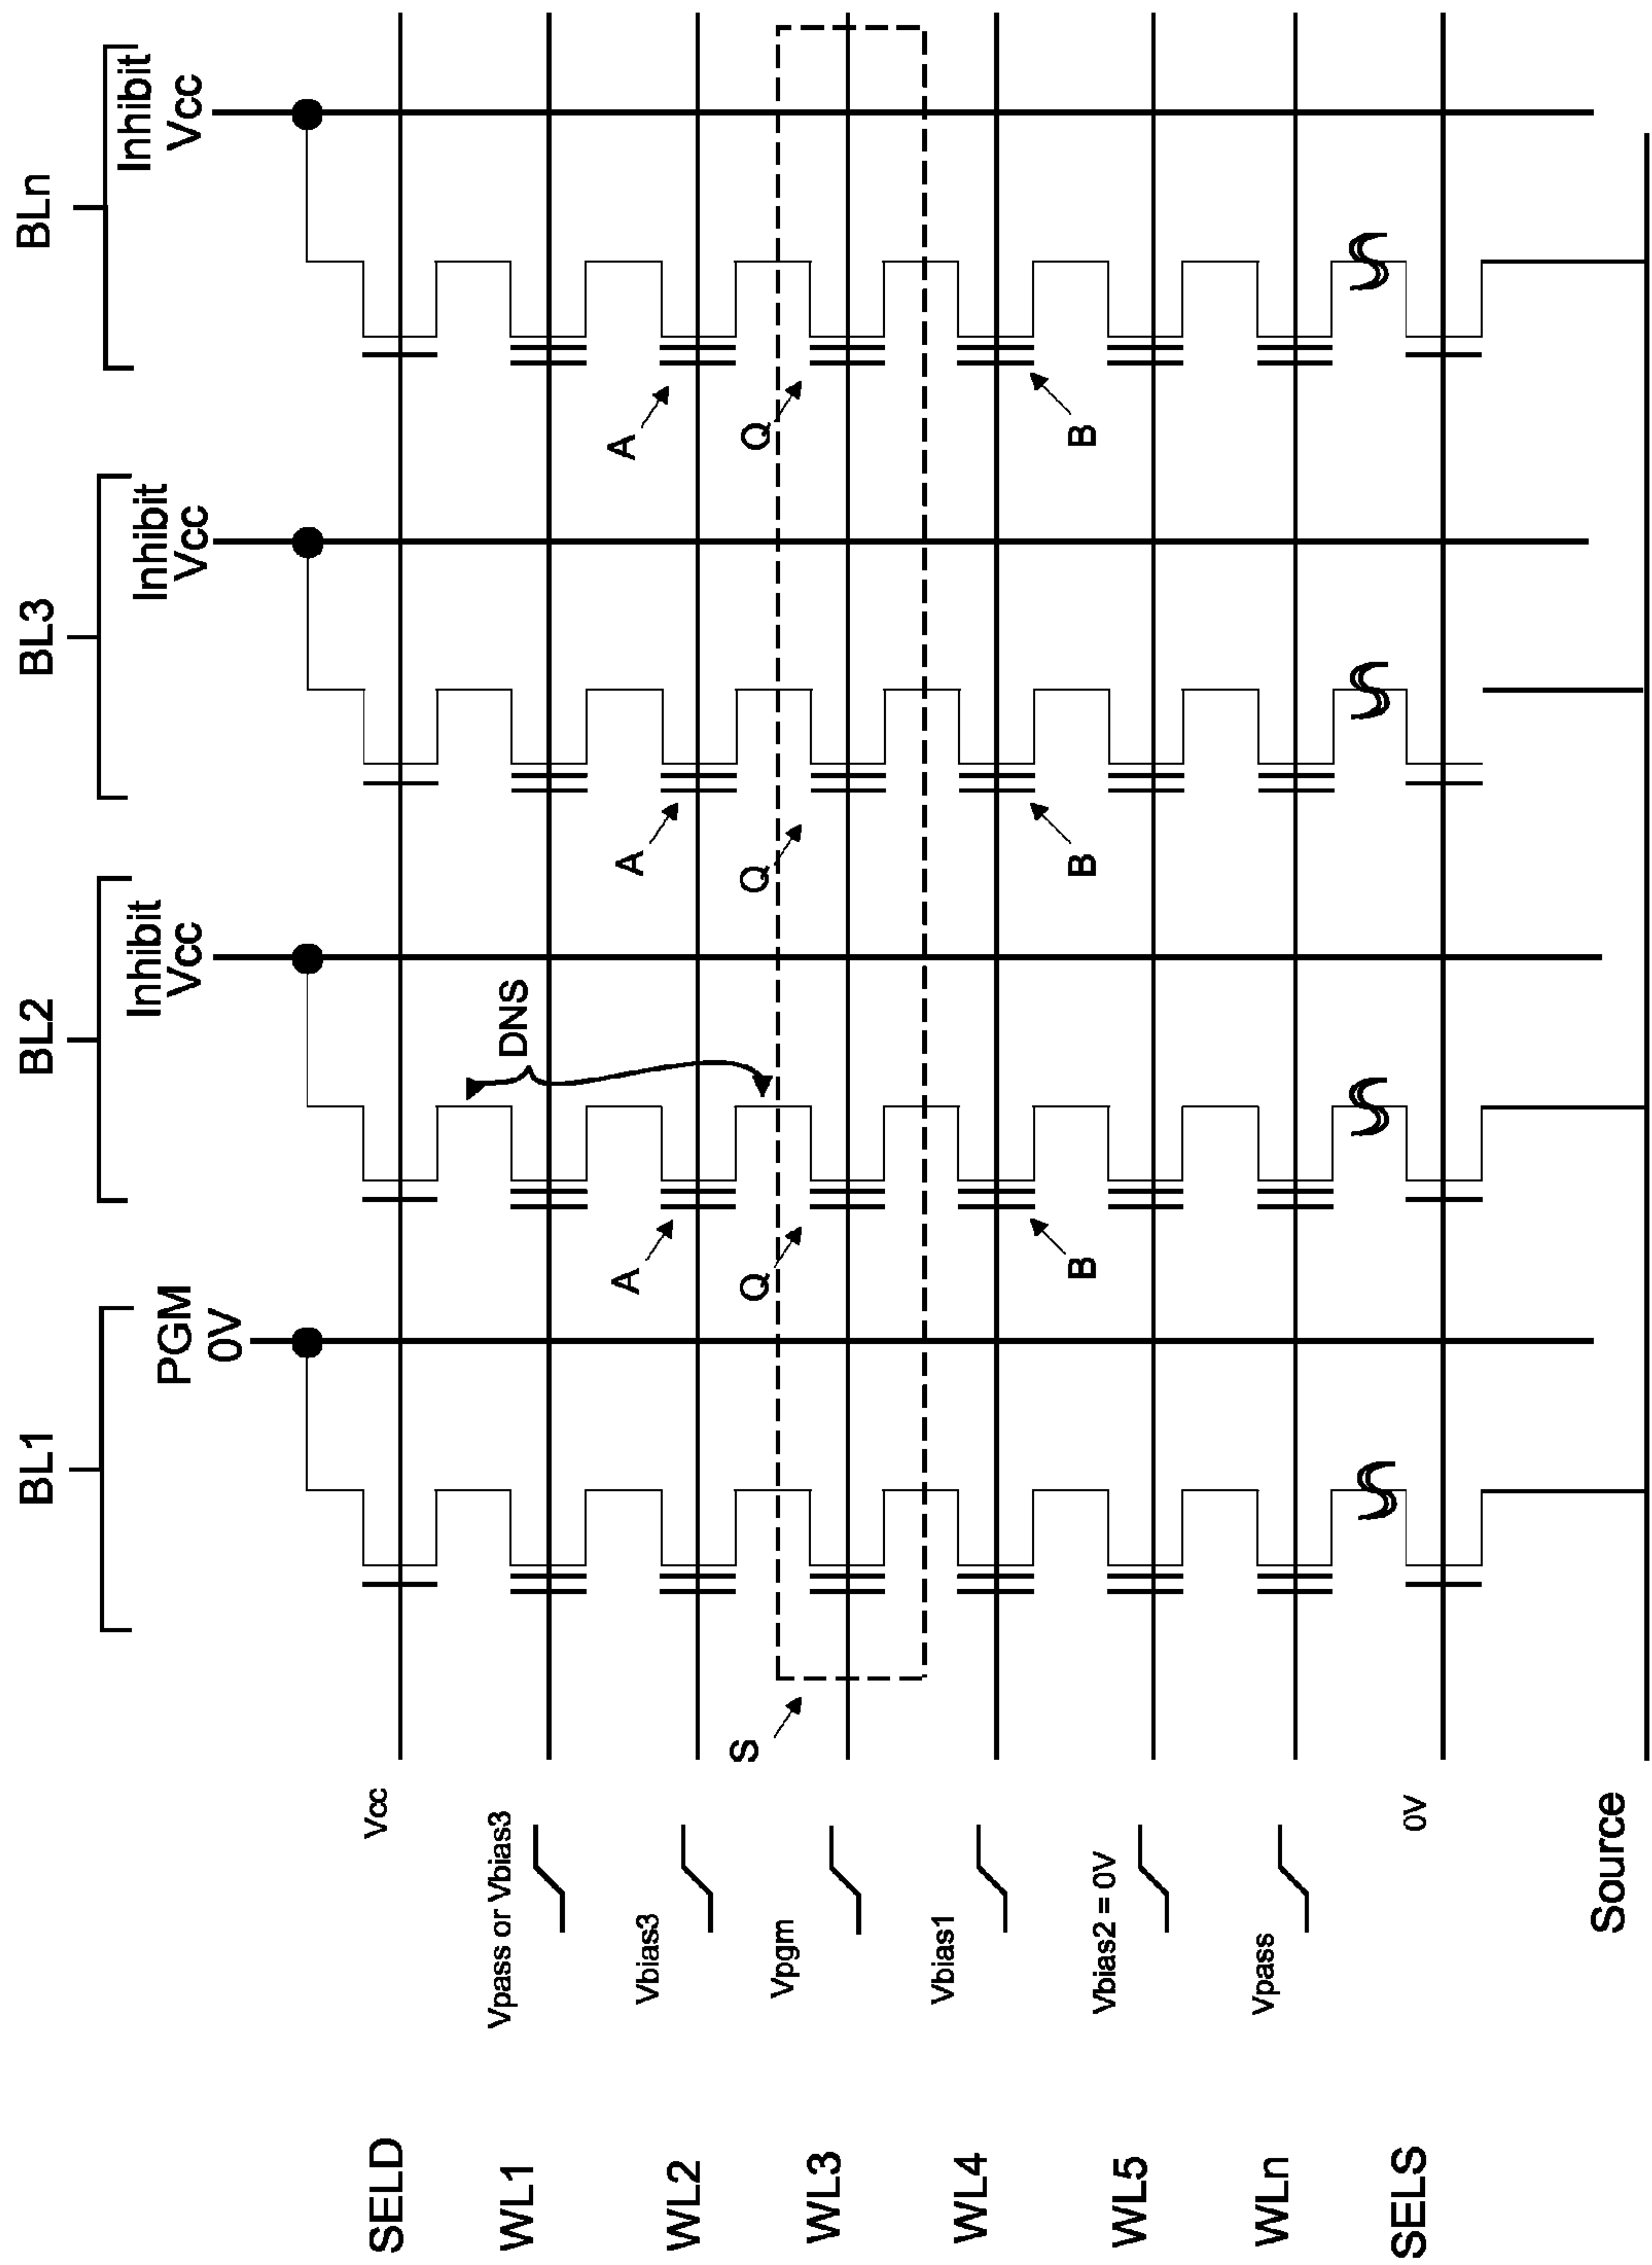 BL1
BL2
BL3
BLn
PGM
0V
Inhibit
Vcc
Inhibit
Vcc
Inhibit
Vcc
SELD
Vcc
WL1
Vpass or Vbias3
DNS
WL2
Vbias3
A
A
A
S
Q
Q
Q
WL3
Vpgm
WL4
Vbias1
B
B
B
WL5
Vbias2 = 0V
WLn
Vpass
SELS
0V
Source